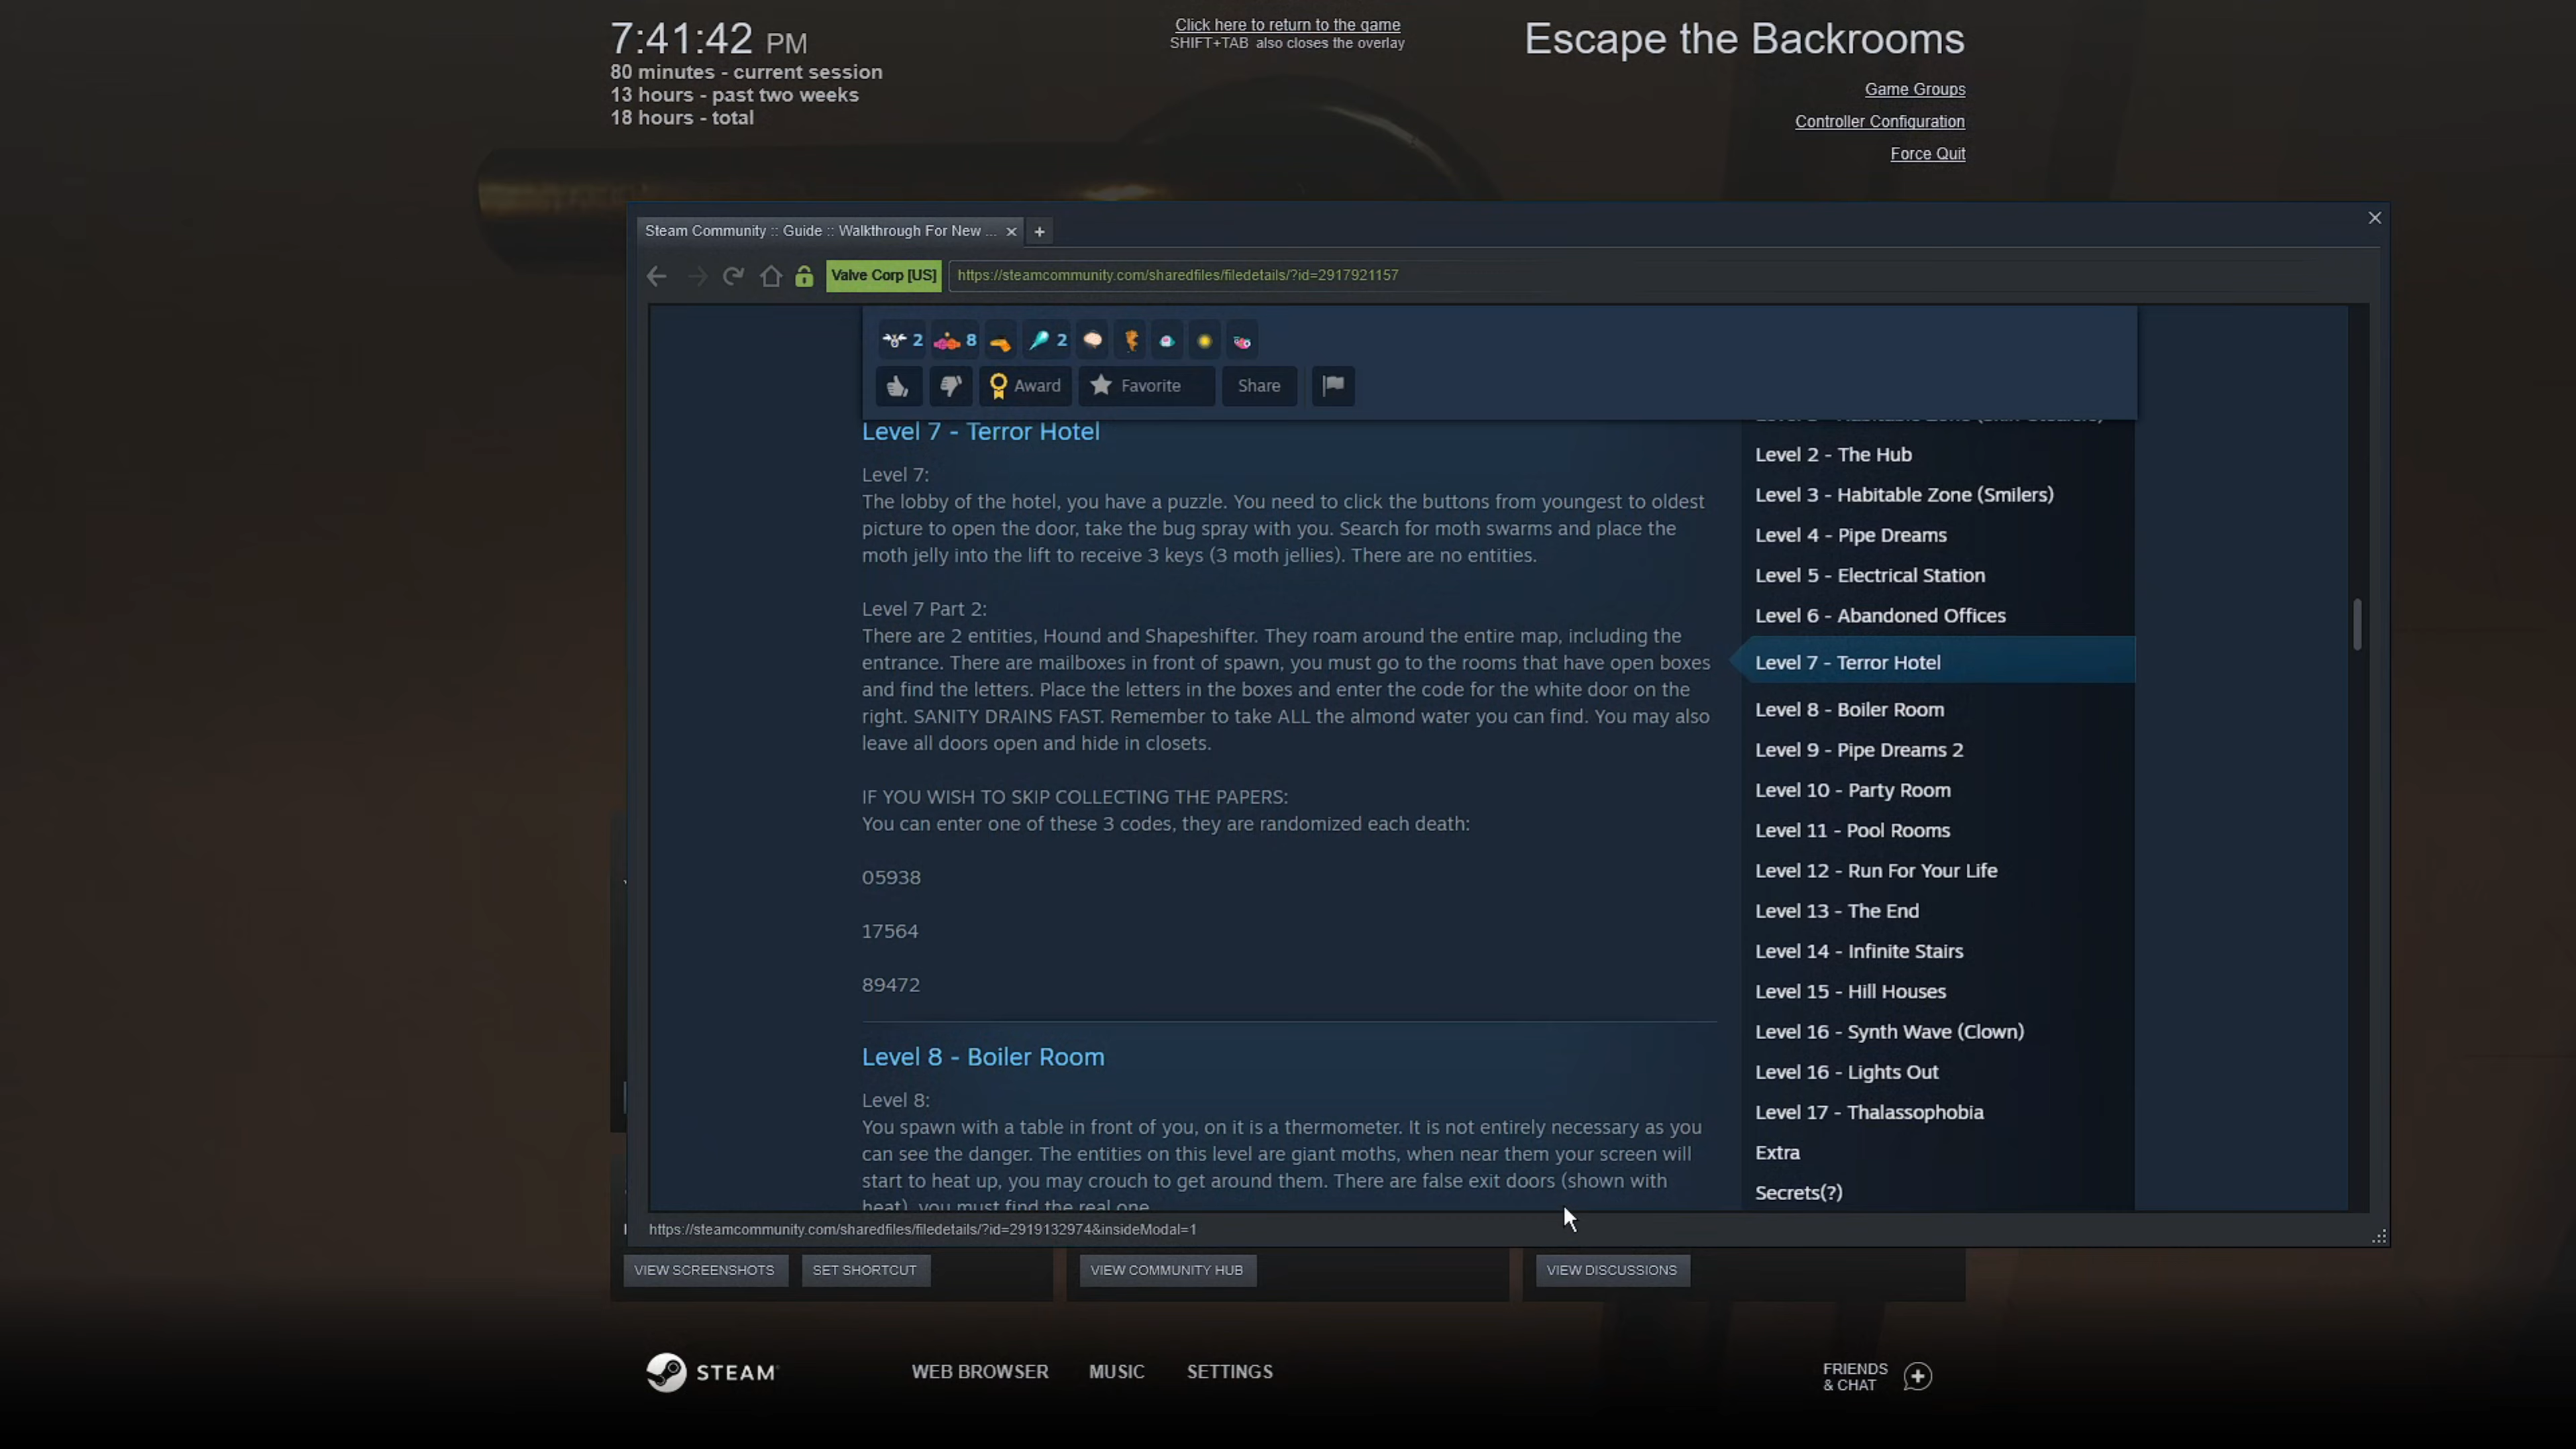 7:41:42 PM
80 minutes - current session
13 hours - past two weeks
18 hours - total
Click here to return to the game
SHIFT+TAB also closes the overlay
Escape the Backrooms
Game Groups
Controller Configuration
Force Quit
Steam Community :: Guide :: Walkthrough For New ...
Valve Corp [US]
https://steamcommunity.com/sharedfiles/filedetails/?id=2917921157
2
8
2
Award
Favorite
Share
Level 7 - Terror Hotel
Level 7:
The lobby of the hotel, you have a puzzle. You need to click the buttons from youngest to oldest
picture to open the door, take the bug spray with you. Search for moth swarms and place the
moth jelly into the lift to receive 3 keys (3 moth jellies). There are no entities.
Level 7 Part 2:
There are 2 entities, Hound and Shapeshifter. They roam around the entire map, including the
entrance. There are mailboxes in front of spawn, you must go to the rooms that have open boxes
and find the letters. Place the letters in the boxes and enter the code for the white door on the
right. SANITY DRAINS FAST. Remember to take ALL the almond water you can find. You may also
leave all doors open and hide in closets.
IF YOU WISH TO SKIP COLLECTING THE PAPERS:
You can enter one of these 3 codes, they are randomized each death:
05938
17564
89472
Level 8 - Boiler Room
Level 8:
You spawn with a table in front of you, on it is a thermometer. It is not entirely necessary as you
can see the danger. The entities on this level are giant moths, when near them your screen will
start to heat up, you may crouch to get around them. There are false exit doors (shown with
heat), you must find the real one
Level 2 - The Hub
Level 3 - Habitable Zone (Smilers)
Level 4 - Pipe Dreams
Level 5 - Electrical Station
Level 6 - Abandoned Offices
Level 7 - Terror Hotel
Level 8 - Boiler Room
Level 9 - Pipe Dreams 2
Level 10 - Party Room
Level 11 - Pool Rooms
Level 12 - Run For Your Life
Level 13 - The End
Level 14 - Infinite Stairs
Level 15 - Hill Houses
Level 16 - Synth Wave (Clown)
Level 16 - Lights Out
Level 17 - Thalassophobia
Extra
Secrets(?)
https://steamcommunity.com/sharedfiles/filedetails/?id=2919132974&insideModal=1
VIEW SCREENSHOTS
SET SHORTCUT
VIEW COMMUNITY HUB
VIEW DISCUSSIONS
STEAM
WEB BROWSER
MUSIC
SETTINGS
FRIENDS
& CHAT